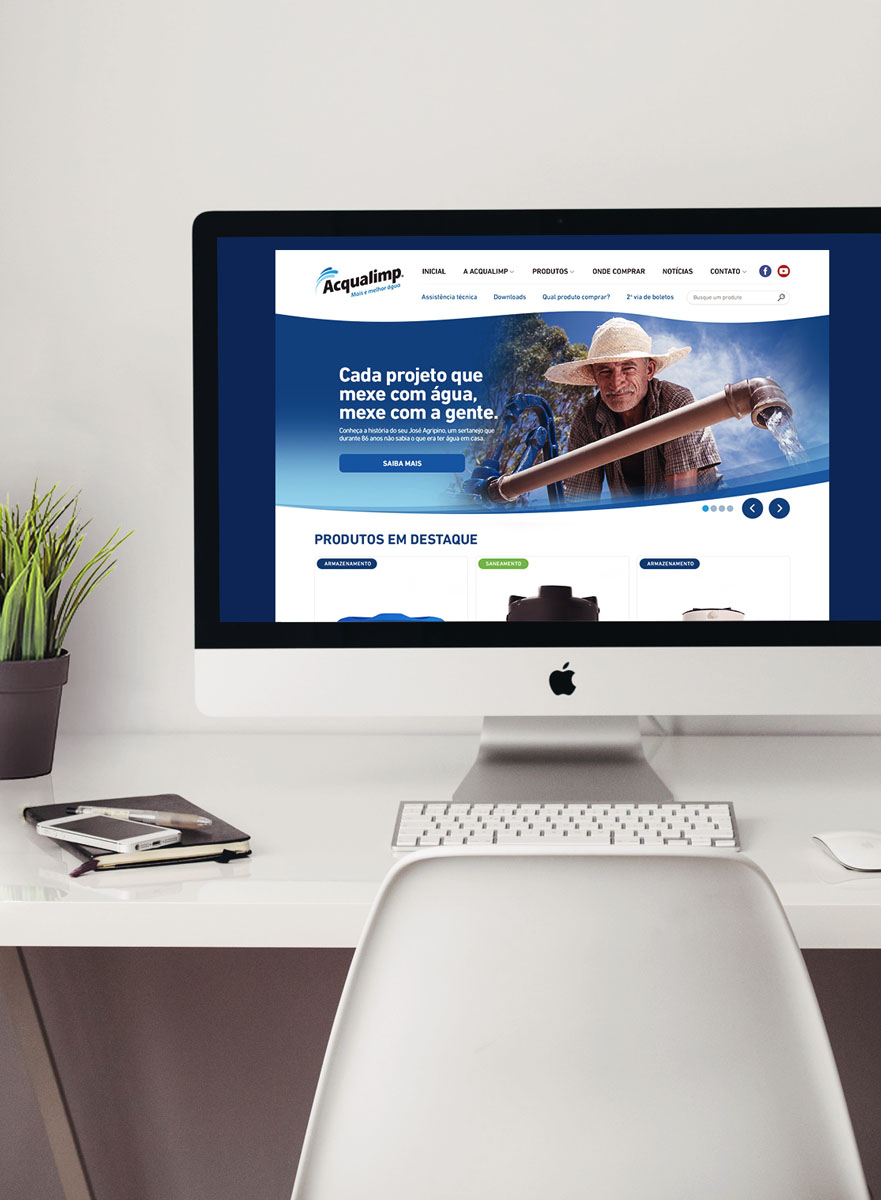 Acqualimp
Mais e melhor água
INICIAL A ACQUALIMP PRODUTOS ONDE COMPRAR NOTÍCIAS CONTATO
Assistência técnica Downloads Qual produto comprar? 2ª via de boletos Busque um produto
Cada projeto que
mexe com água,
mexe com a gente.
Conheça a história do seu José Agripino, um sertanejo que
durante 86 anos não sabia o que era ter água em casa.
SAIBA MAIS
PRODUTOS EM DESTAQUE
ARMAZENAMENTO SANEAMENTO ARMAZENAMENTO